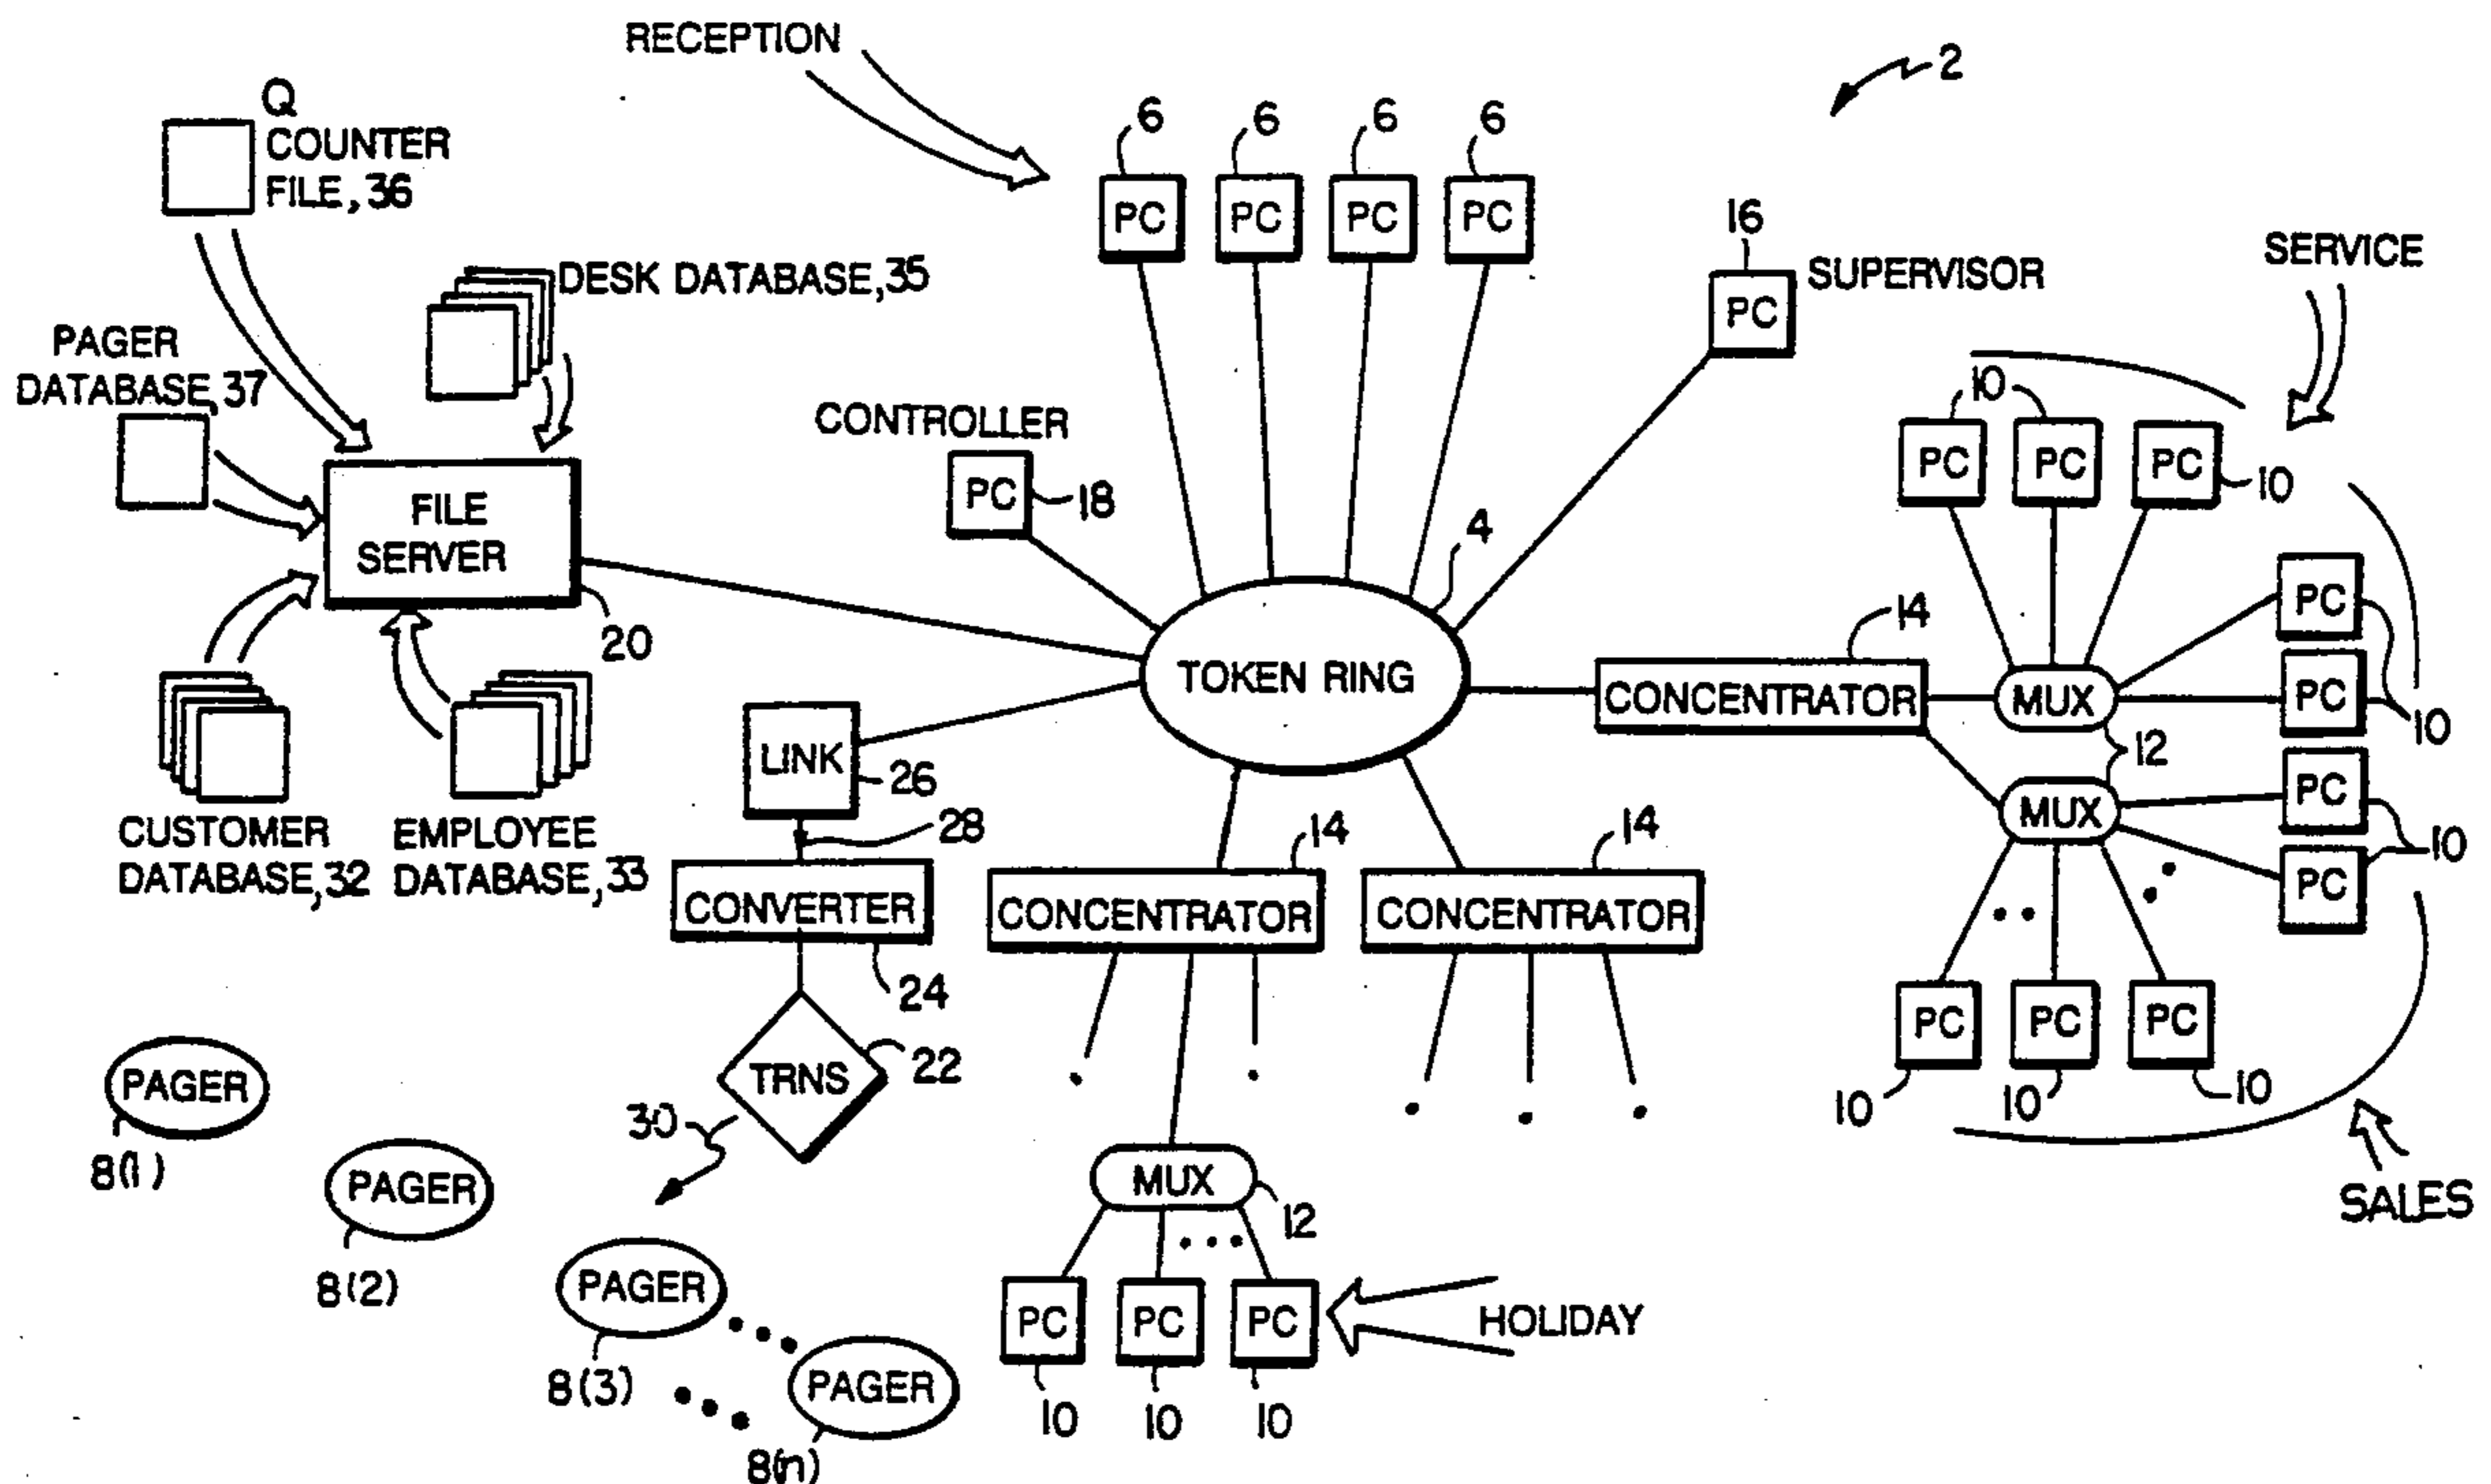 RECEPTION
2
Q
COUNTER
FILE, 36
6
6
6
6
PC
PC
PC
PC
16
SUPERVISOR
PC
SERVICE
DESK DATABASE, 35
PAGER
DATABASE, 37
CONTROLLER
PC
18
FILE
SERVER
20
4
TOKEN RING
10
PC
PC
PC
10
PC
PC
10
14
CONCENTRATOR
MUX
12
MUX
PC
PC
10
PC
PC
PC
10
10
10
SALES
LINK
26
28
CUSTOMER
DATABASE, 32
EMPLOYEE
DATABASE, 33
CONVERTER
24
14
CONCENTRATOR
14
CONCENTRATOR
TRNS
22
30
PAGER
8(1)
PAGER
8(2)
PAGER
8(3)
PAGER
8(n)
MUX
12
PC
PC
PC
HOLIDAY
10
10
10